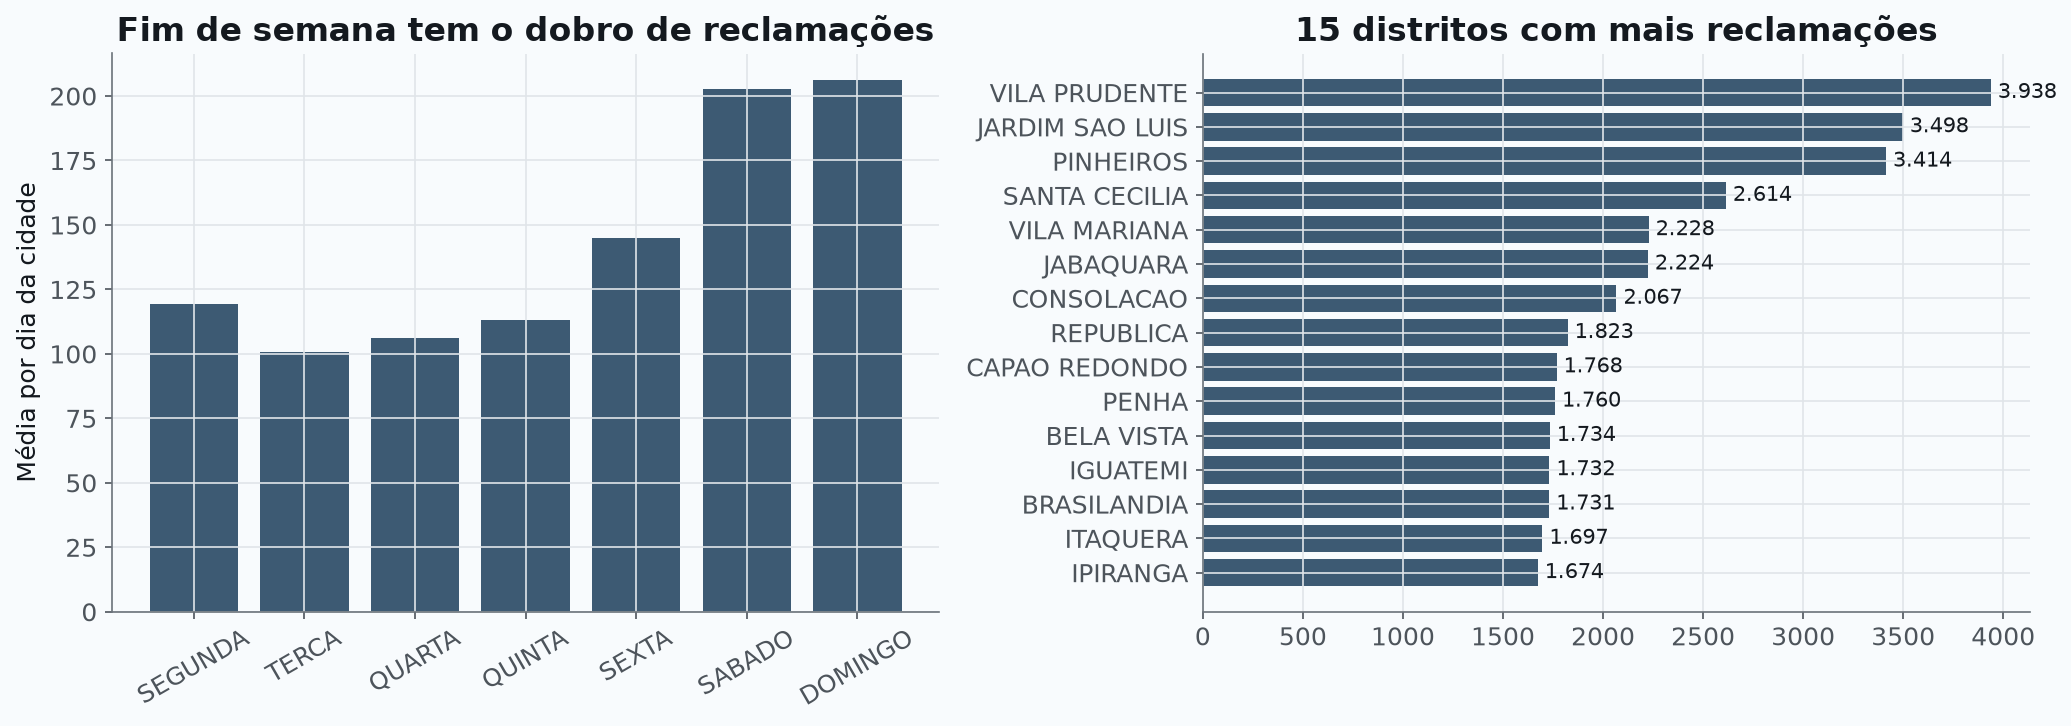 Fim de semana tem o dobro de reclamações
Média por dia da cidade
200
175
150
125
100
75
50
25
0
SEGUNDA
TERCA
QUARTA
QUINTA
SEXTA
SABADO
DOMINGO
15 distritos com mais reclamações
VILA PRUDENTE 3.938
JARDIM SAO LUIS 3.498
PINHEIROS 3.414
SANTA CECILIA 2.614
VILA MARIANA 2.228
JABAQUARA 2.224
CONSOLACAO 2.067
REPUBLICA 1.823
CAPAO REDONDO 1.768
PENHA 1.760
BELA VISTA 1.734
IGUATEMI 1.732
BRASILANDIA 1.731
ITAQUERA 1.697
IPIRANGA 1.674
0 500 1000 1500 2000 2500 3000 3500 4000